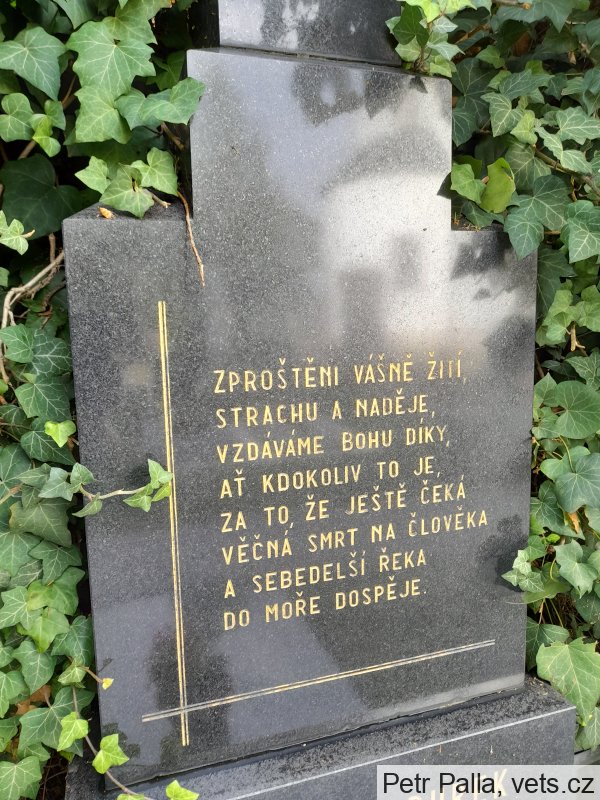 ZPROŠTĚNI VÁŠNĚ ŽITÍ,
STRACHU A NADĚJE,
VZDÁVÁME BOHU DÍKY,
AŤ KDOKOLIV TO JE,
ZA TO, ŽE JEŠTĚ ČEKÁ
VĚČNÁ SMRT NA ČLOVĚKA
A SEBEDELŠÍ ŘEKA
DO MOŘE DOSPĚJE.
Petr Palla, vets.cz